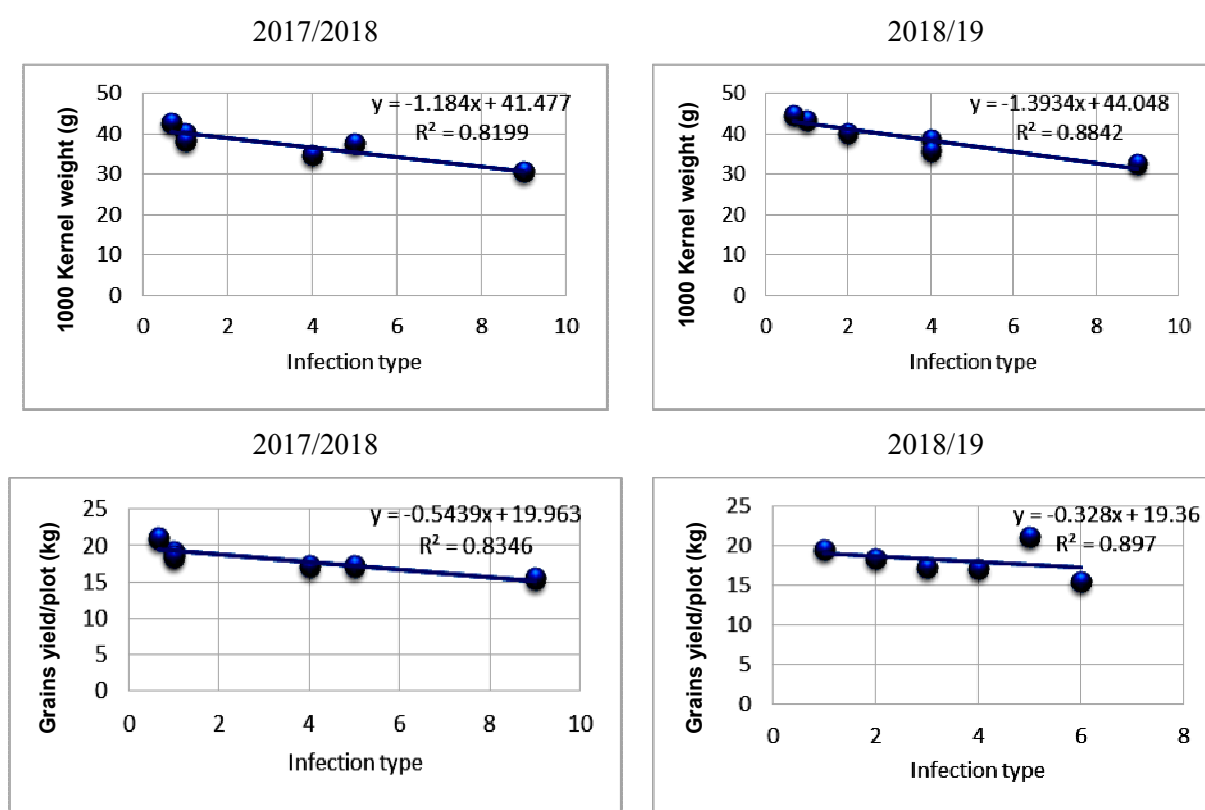 2017/2018
2018/19
50
40
30
20
10
0
1000 Kernel weight (g)
y = -1.184x + 41.477
R² = 0.8199
0 2 4 6 8 10
Infection type
50
40
30
20
10
0
1000 Kernel weight (g)
y = -1.3934x + 44.048
R² = 0.8842
0 2 4 6 8 10
Infection type
2017/2018
2018/19
25
20
15
10
5
0
Grains yield/plot (kg)
y = -0.5439x + 19.963
R² = 0.8346
0 2 4 6 8 10
Infection type
25
20
15
10
5
0
Grains yield/plot (kg)
y = -0.328x + 19.36
R² = 0.897
0 2 4 6 8
Infection type